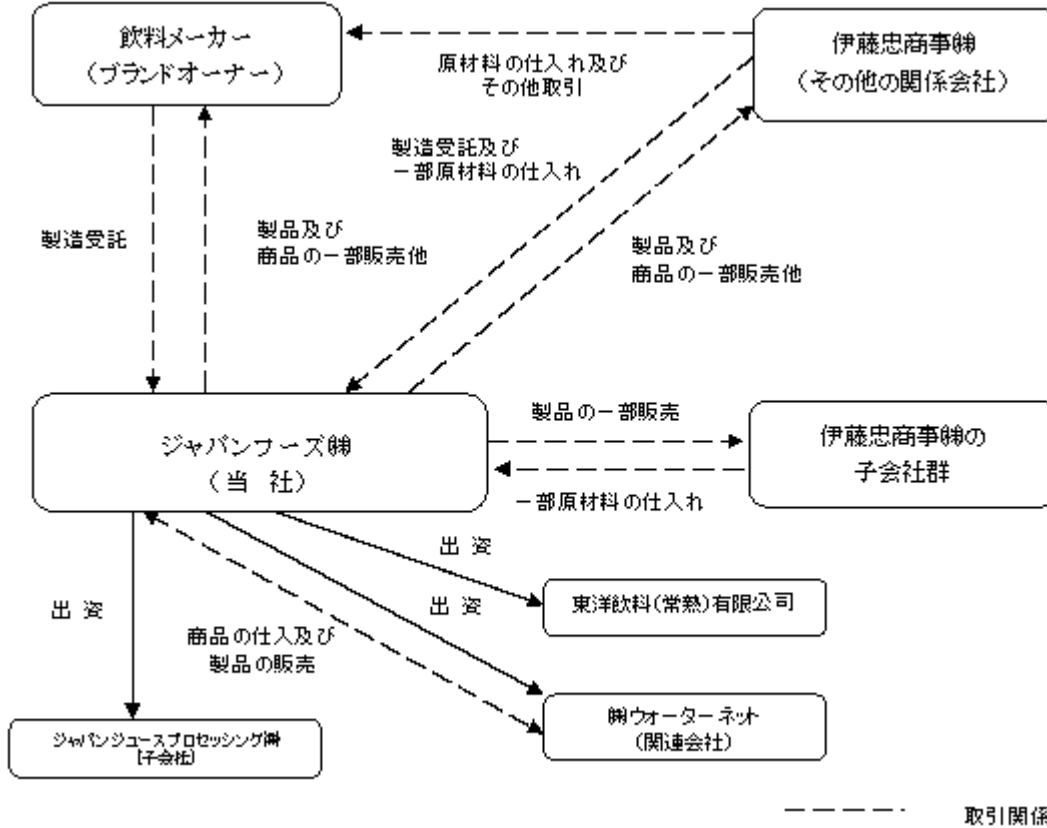 飲料メーカー
(ブランドオーナー)
伊藤忠商事㈱
(その他の関係会社)
原材料の仕入れ及び
その他取引
製造受託及び
一部原材料の仕入れ
製造受託
製品及び
商品の一部販売他
製品及び
商品の一部販売他
ジャパンフーズ㈱
(当 社)
製品の一部販売
一部原材料の仕入れ
伊藤忠商事㈱の
子会社群
出 資
出 資
出 資
商品の仕入及び
製品の販売
東洋飲料(常熟)有限公司
㈱ウォーターネット
(関連会社)
ジャパンジュースプロセッシング㈱
[子会社]
取引関係